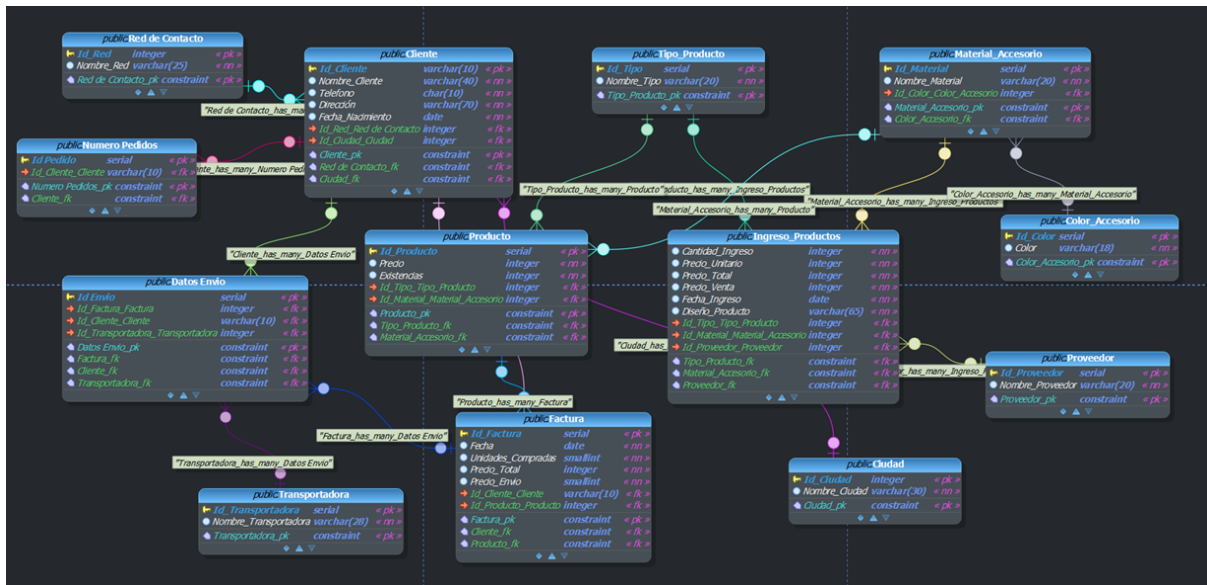 public.Red de Contacto
Id_Red integer « pk »
Nombre_Red varchar(25) « nn »
Red de Contacto_pk constraint « pk »
public.Cliente
Id_Cliente varchar(10) « pk »
Nombre_Cliente varchar(40) « nn »
Telefono char(10) « nn »
Dirección varchar(70) « nn »
Fecha_Nacimiento date « nn »
Id_Red_Red de Contacto integer « fk »
Id_Ciudad_Ciudad integer « fk »
Cliente_pk constraint « pk »
Red de Contacto_fk constraint « fk »
Ciudad_fk constraint « fk »
public.Tipo_Producto
Id_Tipo serial « pk »
Nombre_Tipo varchar(20) « nn »
Tipo_Producto_pk constraint « pk »
public.Material_Accesorio
Id_Material serial « pk »
Nombre_Material varchar(20) « nn »
Id_Color_Color_Accesorio integer « fk »
Material_Accesorio_pk constraint « pk »
Color_Accesorio_fk constraint « fk »
"Red de Contacto_has_many
public.Numero Pedidos
Id Pedido serial « pk »
Id_Cliente_Cliente varchar(10) « fk »
Numero Pedidos_pk constraint « pk »
Cliente_fk constraint « fk »
"Tipo_Producto_has_many_Producto"
ducto_has_many_Ingreso_Productos"
"Material_Accesorio_has_many_Ingreso_Productos"
"Material_Accesorio_has_many_Producto"
"Color_Accesorio_has_many_Material_Accesorio"
public.Color_Accesorio
Id_Color serial « pk »
Color varchar(18) « nn »
Color_Accesorio_pk constraint « pk »
"Cliente_has_many_Datos Envio"
public.Producto
Id_Producto serial « pk »
Precio integer « nn »
Existencias integer « nn »
Id_Tipo_Tipo_Producto integer « fk »
Id_Material_Material_Accesorio integer « fk »
Producto_pk constraint « pk »
Tipo_Producto_fk constraint « fk »
Material_Accesorio_fk constraint « fk »
public.Ingreso_Productos
Cantidad_Ingreso integer « nn »
Precio_Unitario integer « nn »
Precio_Total integer « nn »
Precio_Venta integer « nn »
Fecha_Ingreso date « nn »
Diseño_Producto varchar(65) « nn »
Id_Tipo_Tipo_Producto integer « fk »
Id_Material_Material_Accesorio integer « fk »
Id_Proveedor_Proveedor integer « fk »
Tipo_Producto_fk constraint « fk »
Material_Accesorio_fk constraint « fk »
Proveedor_fk constraint « fk »
public.Datos Envio
Id Envio serial « pk »
Id_Factura_Factura integer « fk »
Id_Cliente_Cliente varchar(10) « fk »
Id_Transportadora_Transportadora integer « fk »
Datos Envio_pk constraint « pk »
Factura_fk constraint « fk »
Cliente_fk constraint « fk »
Transportadora_fk constraint « fk »
"Ciudad_has_
public.Proveedor
Id_Proveedor serial « pk »
Nombre_Proveedor varchar(20) « nn »
Proveedor_pk constraint « pk »
"Producto_has_many_Factura"
"Factura_has_many_Datos Envio"
public.Factura
Id_Factura serial « pk »
Fecha date « nn »
Unidades_Compradas smallint « nn »
Precio_Total integer « nn »
Precio_Envio smallint « nn »
Id_Cliente_Cliente varchar(10) « fk »
Id_Producto_Producto integer « fk »
Factura_pk constraint « pk »
Cliente_fk constraint « fk »
Producto_fk constraint « fk »
"Transportadora_has_many_Datos Envio"
public.Transportadora
Id_Transportadora serial « pk »
Nombre_Transportadora varchar(28) « nn »
Transportadora_pk constraint « pk »
public.Ciudad
Id_Ciudad integer « pk »
Nombre_Ciudad varchar(30) « nn »
Ciudad_pk constraint « pk »